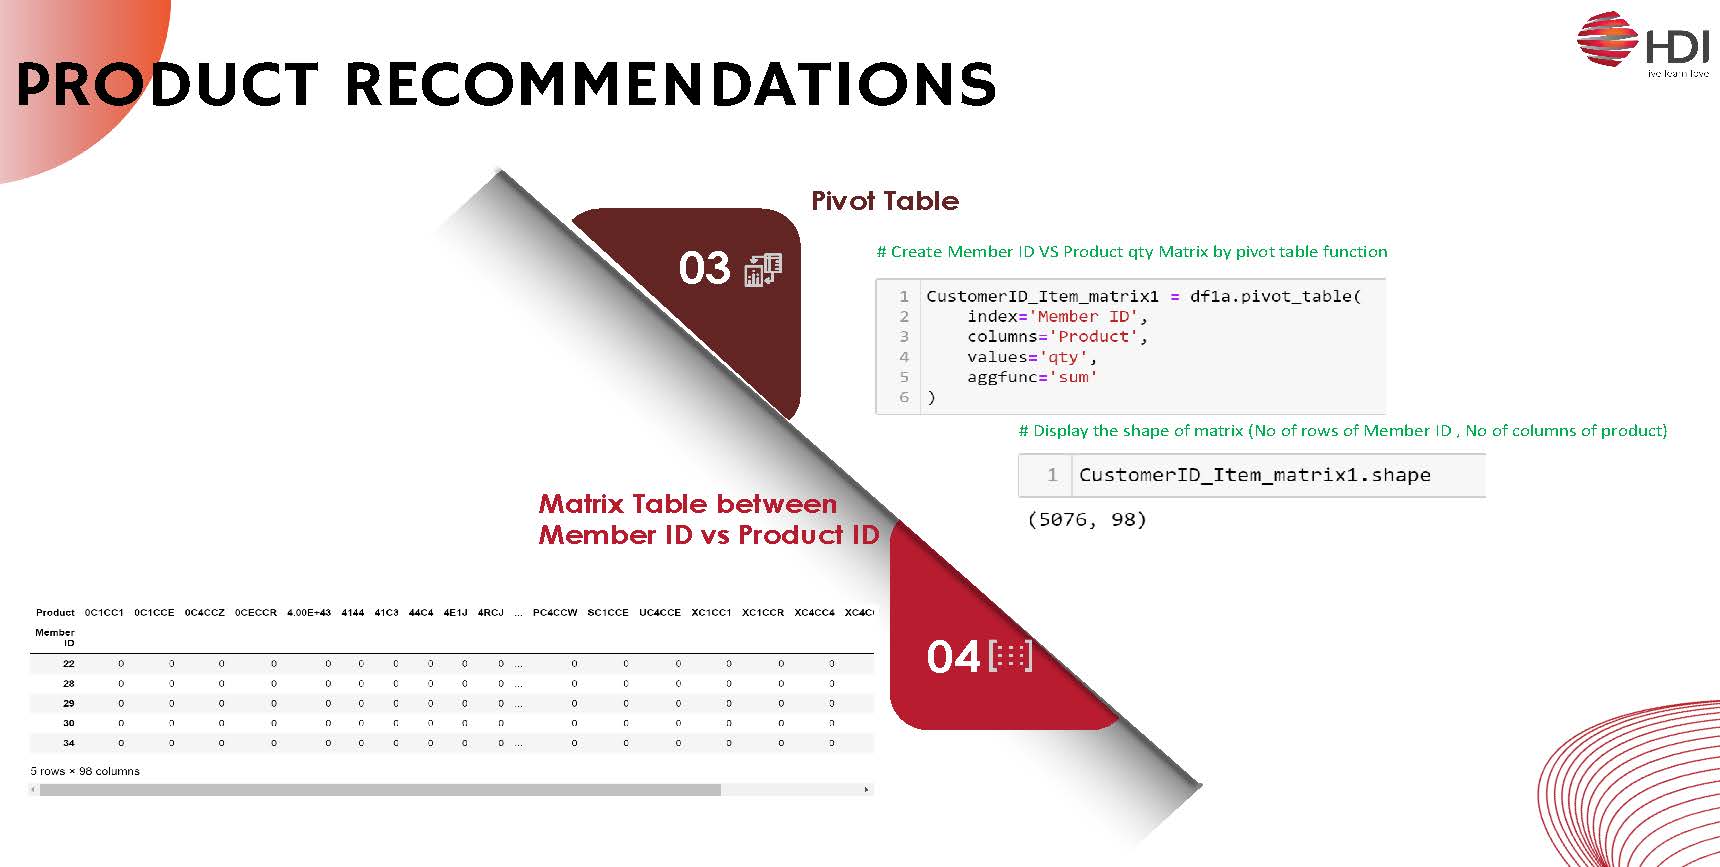 PRODUCT RECOMMENDATIONS
HDI
live learn love
Pivot Table
03
# Create Member ID VS Product qty Matrix by pivot table function
1 CustomerID_Item_matrix1 = df1a.pivot_table(
2 index='Member ID',
3 columns='Product',
4 values='qty',
5 aggfunc='sum'
6 )
# Display the shape of matrix (No of rows of Member ID , No of columns of product)
1 CustomerID_Item_matrix1.shape
(5076, 98)
Matrix Table between
Member ID vs Product ID
04
Product 0C1CC1 0C1CCE 0C4CCZ 0CECCR 4.00E+43 4144 41C3 44C4 4E1J 4RCJ ... PC4CCW SC1CCE UC4CCE XC1CC1 XC1CCR XC4CC4
Member
ID
22 0 0 0 0 0 0 0 0 0 0 ... 0 0 0 0 0 0
28 0 0 0 0 0 0 0 0 0 0 ... 0 0 0 0 0 0
29 0 0 0 0 0 0 0 0 0 0 ... 0 0 0 0 0 0
30 0 0 0 0 0 0 0 0 0 0 0 0 0 0 0 0
34 0 0 0 0 0 0 0 0 0 0 ... 0 0 0 0 0 0
5 rows × 98 columns